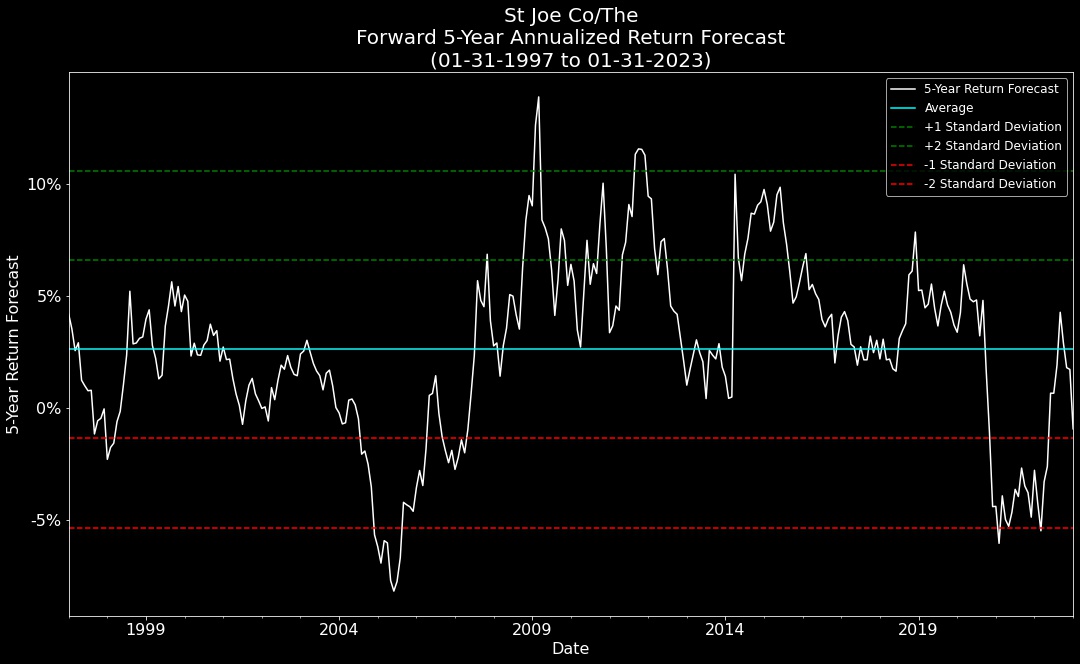 St Joe Co/The
Forward 5-Year Annualized Return Forecast
(01-31-1997 to 01-31-2023)
5-Year Return Forecast
Average
+1 Standard Deviation
+2 Standard Deviation
-1 Standard Deviation
-2 Standard Deviation
5-Year Return Forecast
10%
5%
0%
-5%
1999
2004
2009
2014
2019
Date